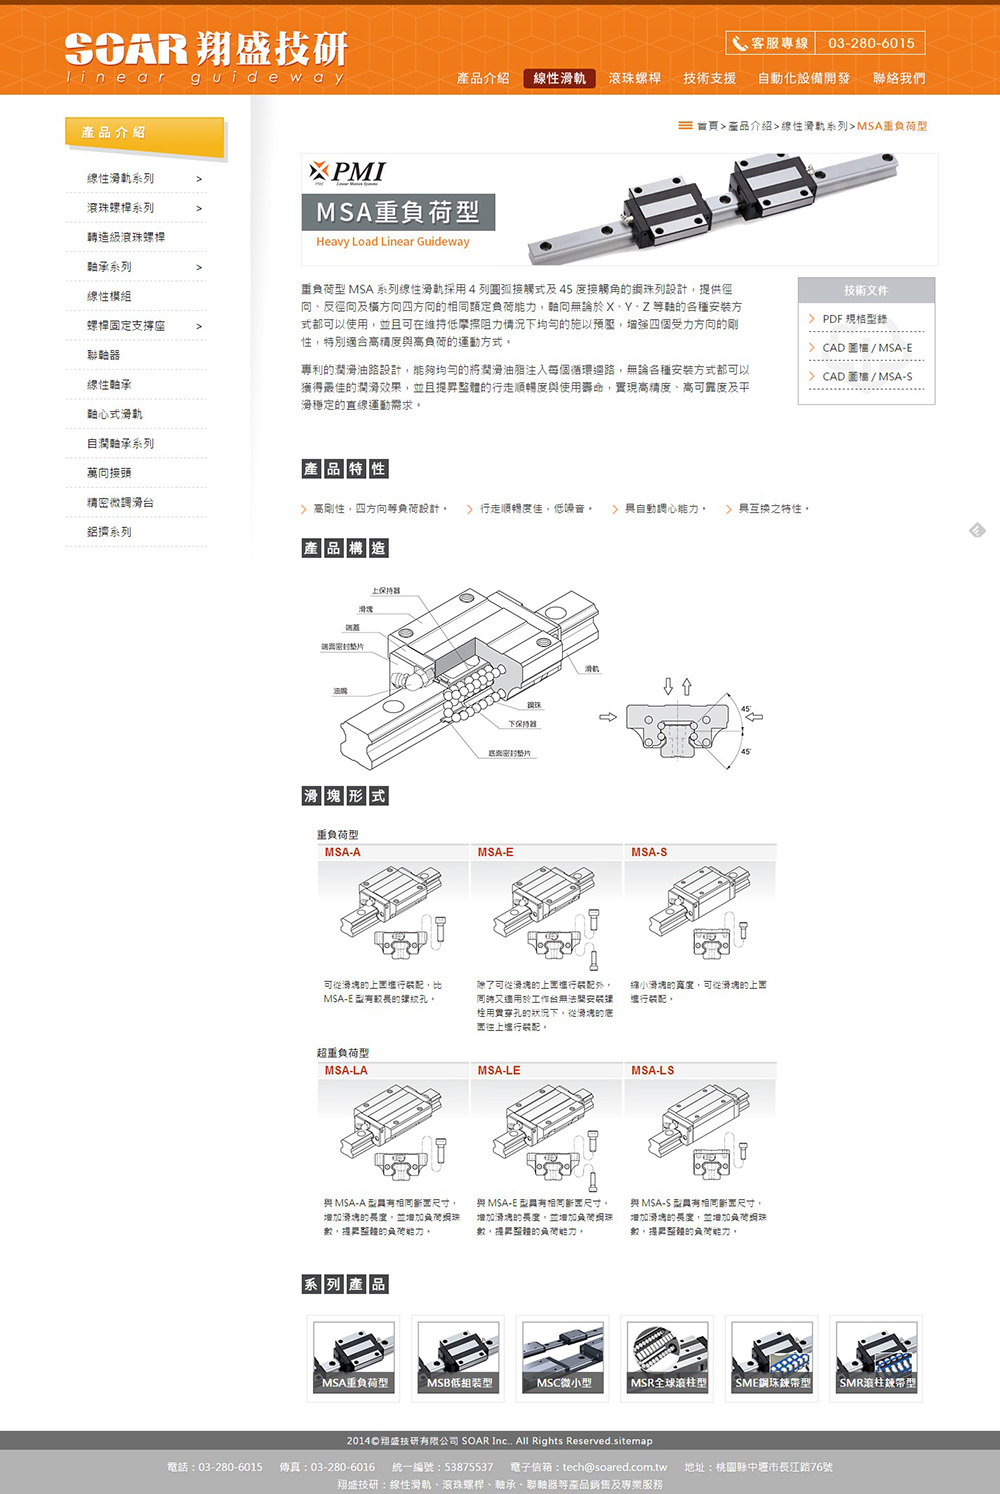 SOAR 翔盛技研
linear guideway
客服專線 03-280-6015
產品介紹 線性滑軌 滾珠螺桿 技術支援 自動化設備開發 聯絡我們
產品介紹
線性滑軌系列 >
滾珠螺桿系列 >
轉造級滾珠螺桿
軸承系列 >
線性模組
螺桿固定支撐座 >
聯軸器
線性軸承
軸心式滑軌
自潤軸承系列
萬向接頭
精密微調滑台
鋁擠系列
首頁>產品介紹>線性滑軌系列>MSA重負荷型
PMI
PMI Linear Motion Systems
MSA重負荷型
Heavy Load Linear Guideway
重負荷型 MSA 系列線性滑軌採用 4 列圓弧接觸式及 45 度接觸角的鋼珠列設計，提供徑
向、反徑向及橫方向四方向的相同額定負荷能力，軸向無論於 X、Y、Z 等軸的各種安裝方
式都可以使用，並且可在維持低摩擦阻力情況下均勻的施以預壓，增強四個受力方向的剛
性，特別適合高精度與高負荷的運動方式。
專利的潤滑油路設計，能夠均勻的將潤滑油脂注入每個循環迴路，無論各種安裝方式都可以
獲得最佳的潤滑效果，並且提昇整體的行走順暢度與使用壽命，實現高精度、高可靠度及平
滑穩定的直線運動需求。
技術文件
PDF 規格型錄
CAD 圖檔 / MSA-E
CAD 圖檔 / MSA-S
產品特性
高剛性，四方向等負荷設計。 行走順暢度佳，低噪音。 具自動調心能力。 具互換之特性。
產品構造
上保持器
滑塊
端蓋
端面密封墊片
油嘴
滑軌
鋼珠
下保持器
底面密封墊片
45°
45°
滑塊形式
重負荷型
MSA-A MSA-E MSA-S
可從滑塊的上面進行裝配，比
MSA-E 型有較長的螺紋孔。
除了可從滑塊的上面進行裝配外，
同時又適用於工作台無法開安裝螺
栓用貫穿孔的狀況下，從滑塊的底
面往上進行裝配。
縮小滑塊的寬度，可從滑塊的上面
進行裝配。
超重負荷型
MSA-LA MSA-LE MSA-LS
與 MSA-A 型具有相同斷面尺寸，
增加滑塊的長度，並增加負荷鋼珠
數，提昇整體的負荷能力。
與 MSA-E 型具有相同斷面尺寸，
增加滑塊的長度，並增加負荷鋼珠
數，提昇整體的負荷能力。
與 MSA-S 型具有相同斷面尺寸，
增加滑塊的長度，並增加負荷鋼珠
數，提昇整體的負荷能力。
系列產品
MSA重負荷型 MSB低組裝型 MSC微小型 MSR全球滾柱型 SME鋼珠鍊帶型 SMR滾柱鍊帶型
2014©翔盛技研有限公司 SOAR Inc.. All Rights Reserved.sitemap
電話：03-280-6015 傳真：03-280-6016 統一編號：53875537 電子信箱：tech@soared.com.tw 地址：桃園縣中壢市長江路76號
翔盛技研：線性滑軌、滾珠螺桿、軸承、聯軸器等產品銷售及專業服務